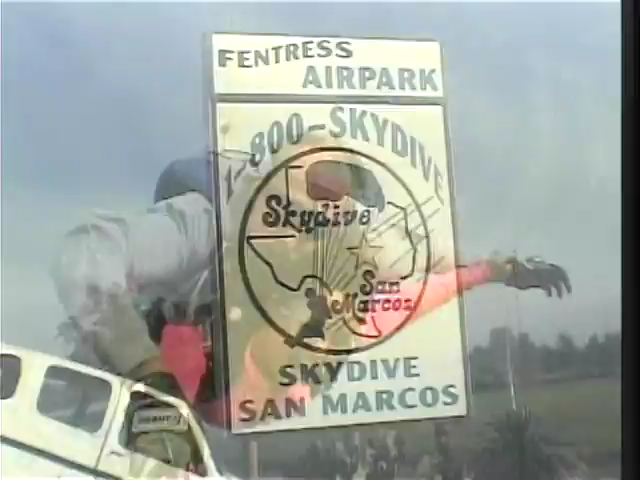 FENTRESS
AIRPARK
1-800-SKYDIVE
Skydive
San
Marcos
SKYDIVE
SAN MARCOS